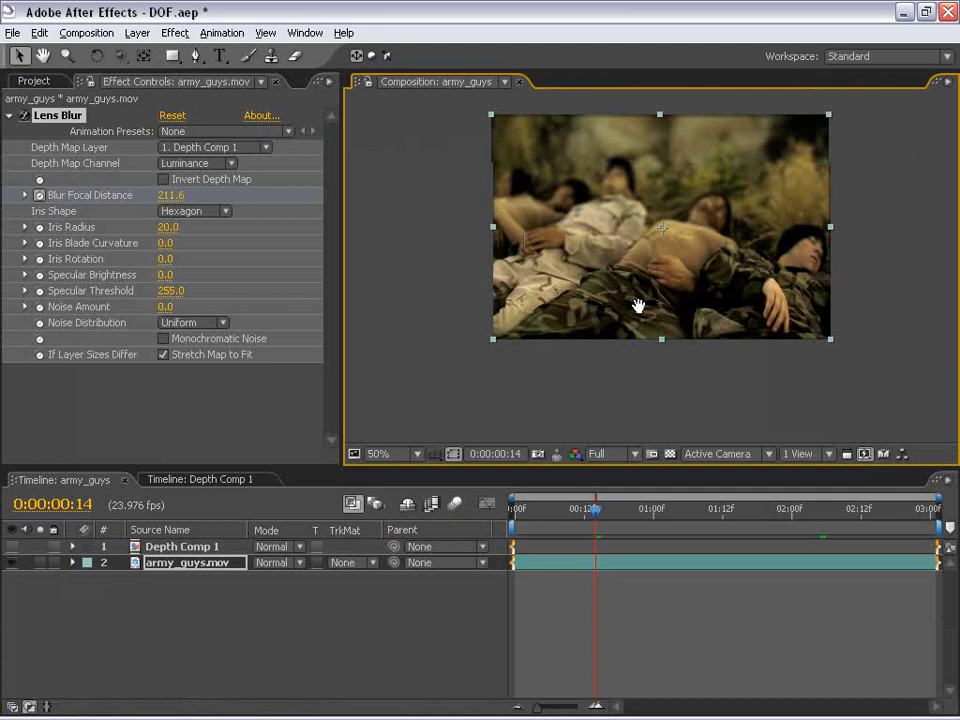 Adobe After Effects - DOF.aep *
File Edit Composition Layer Effect Animation View Window Help
Workspace: Standard
Project Effect Controls: army_guys.mov
Composition: army_guys
army_guys * army_guys.mov
Lens Blur Reset About...
Animation Presets: None
Depth Map Layer 1. Depth Comp 1
Depth Map Channel Luminance
Invert Depth Map
Blur Focal Distance 211.6
Iris Shape Hexagon
Iris Radius 20.0
Iris Blade Curvature 0.0
Iris Rotation 0.0
Specular Brightness 0.0
Specular Threshold 255.0
Noise Amount 0.0
Noise Distribution Uniform
Monochromatic Noise
If Layer Sizes Differ Stretch Map to Fit
50% 0:00:00:14 Full Active Camera 1 View
Timeline: army_guys Timeline: Depth Comp 1
0:00:00:14 (23.976 fps)
00:12f 01:00f 01:12f 02:00f 02:12f 03:00f
# Source Name Mode T TrkMat Parent
1 Depth Comp 1 Normal None
2 army_guys.mov Normal None None